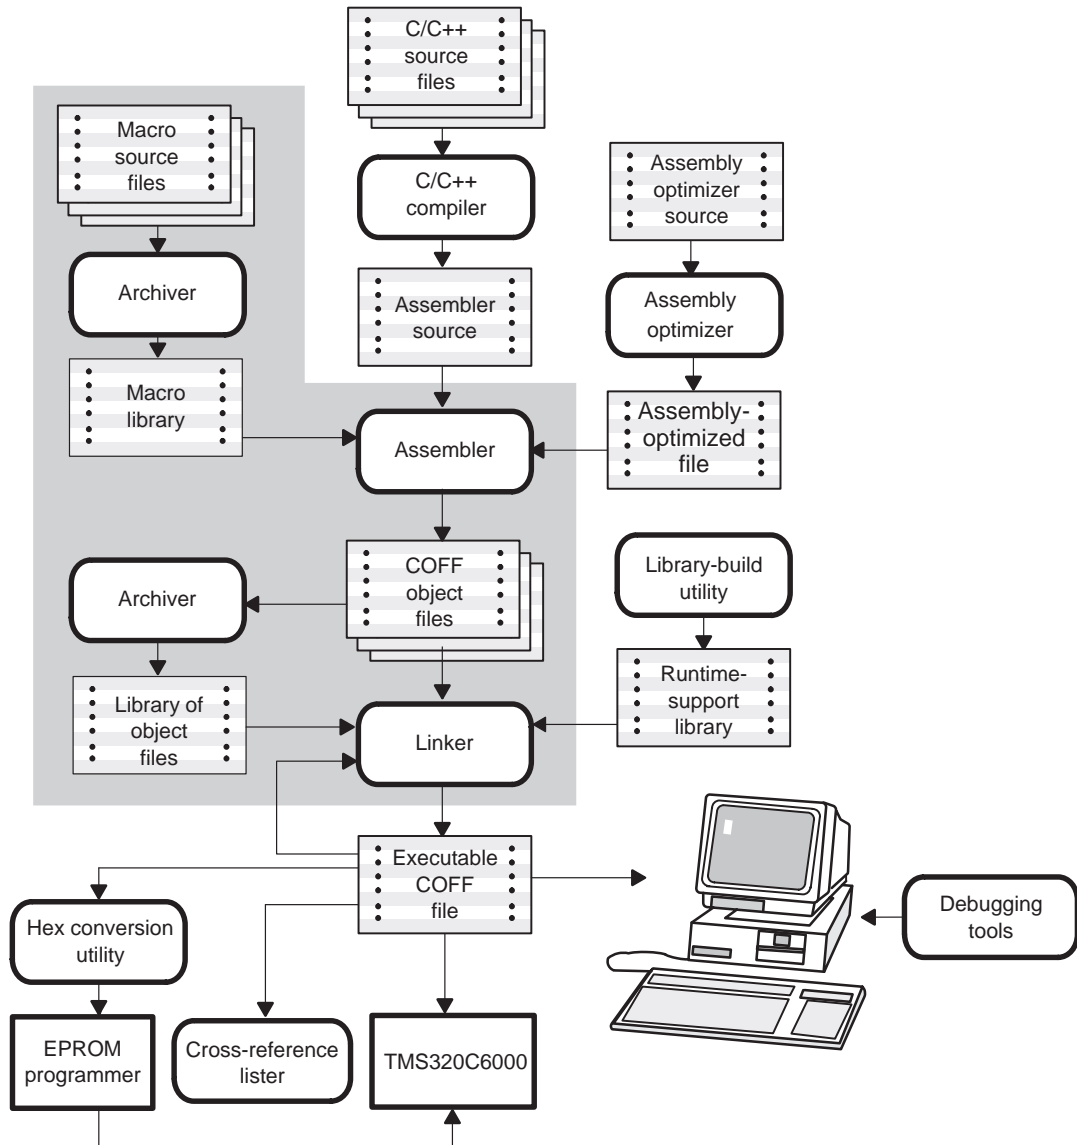 C/C++
source
files
Macro
source
files
C/C++
compiler
Assembly
optimizer
source
Archiver
Assembler
source
Assembly
optimizer
Macro
library
Assembler
Assembly-
optimized
file
Archiver
COFF
object
files
Library-build
utility
Library of
object
files
Linker
Runtime-
support
library
Executable
COFF
file
Hex conversion
utility
Debugging
tools
EPROM
programmer
Cross-reference
lister
TMS320C6000